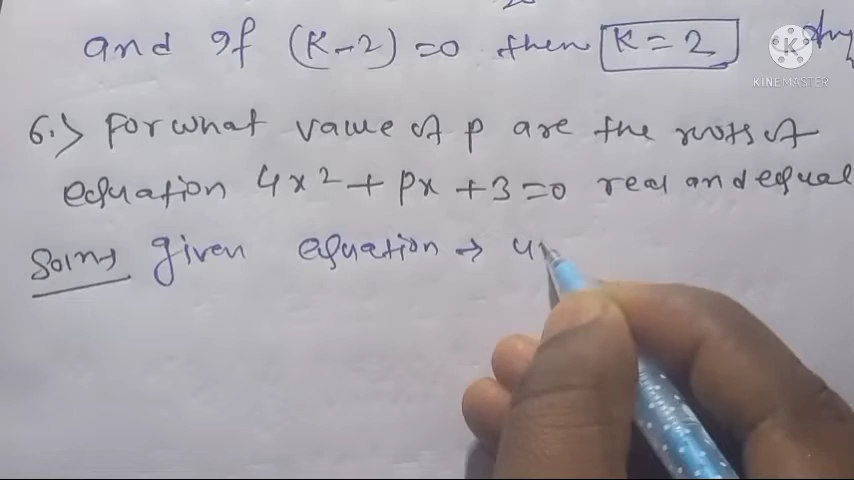 and If (K-2)=0 then K=2
K
KINEMASTER
6.> For what value of p are the roots of
equation 4x² + px + 3 = 0 real and equal
Soln→ given equation → 4